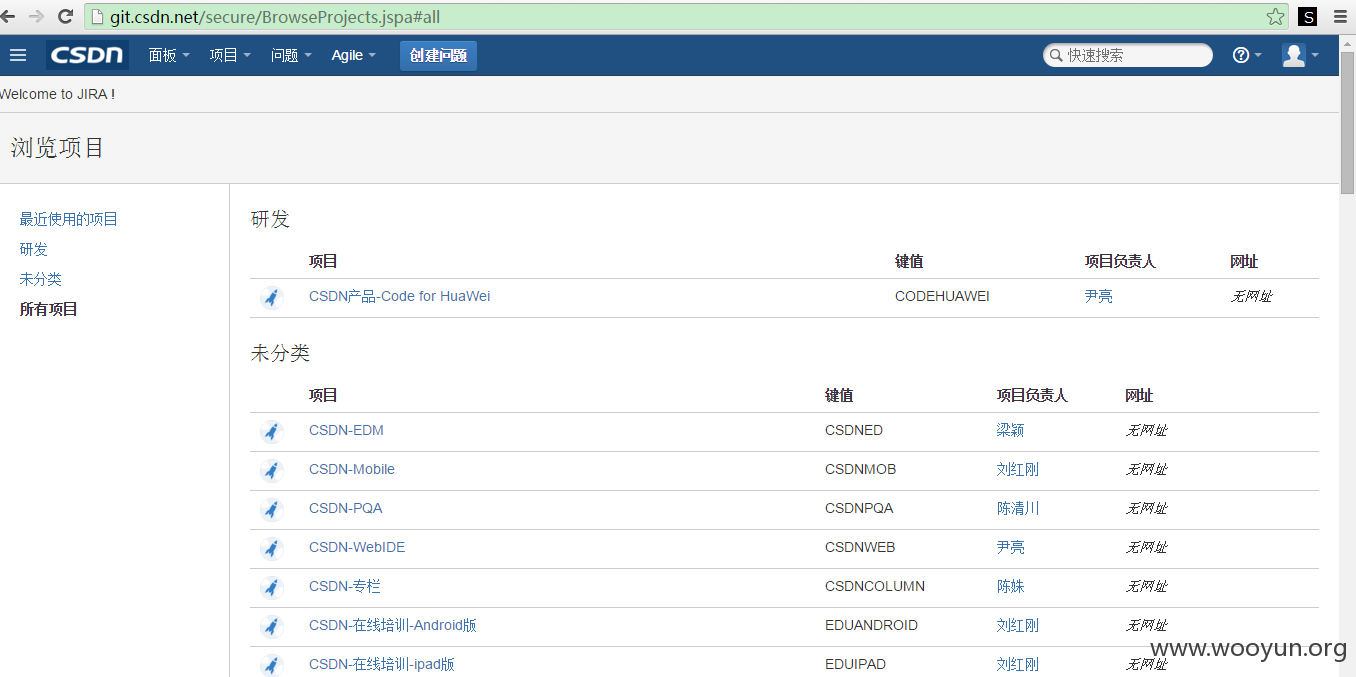 git.csdn.net/secure/BrowseProjects.jspa#all
S
CSDN 面板 项目 问题 Agile 创建问题 快速搜索 ?
Welcome to JIRA !
浏览项目
最近使用的项目
研发
未分类
所有项目
研发
项目 键值 项目负责人 网址
CSDN产品-Code for HuaWei CODEHUAWEI 尹亮 无网址
未分类
项目 键值 项目负责人 网址
CSDN-EDM CSDNED 梁颖 无网址
CSDN-Mobile CSDNMOB 刘红刚 无网址
CSDN-PQA CSDNPQA 陈清川 无网址
CSDN-WebIDE CSDNWEB 尹亮 无网址
CSDN-专栏 CSDNCOLUMN 陈姝 无网址
CSDN-在线培训-Android版 EDUANDROID 刘红刚 无网址
CSDN-在线培训-ipad版 EDUIPAD 刘红刚 无网址
www.wooyun.org